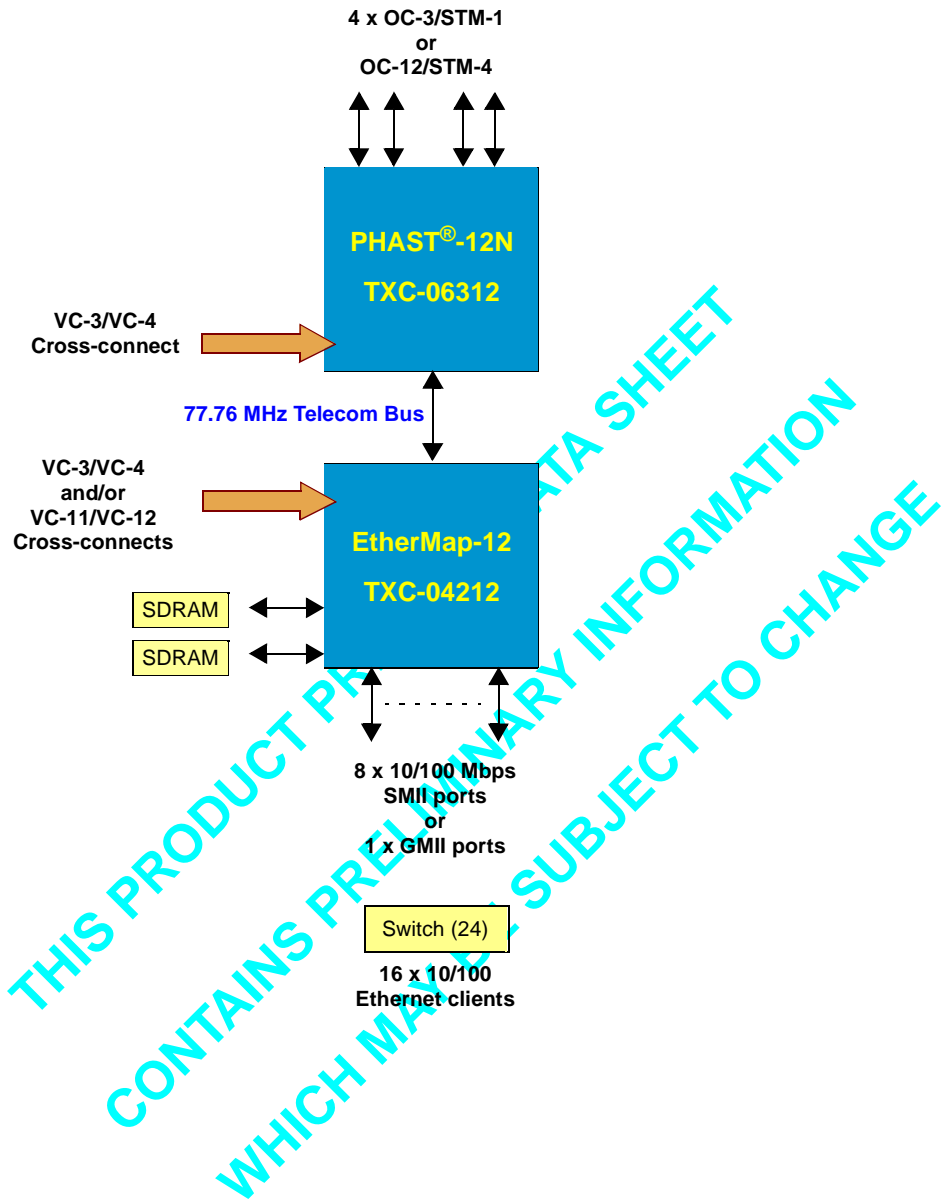 4 x OC-3/STM-1
or
OC-12/STM-4
PHAST®-12N
TXC-06312
VC-3/VC-4
Cross-connect
77.76 MHz Telecom Bus
VC-3/VC-4
and/or
VC-11/VC-12
Cross-connects
EtherMap-12
TXC-04212
SDRAM
SDRAM
8 x 10/100 Mbps
SMII ports
or
1 x GMII ports
Switch (24)
16 x 10/100
Ethernet clients
THIS PRODUCT SHEET
CONTAINS PRELIMINARY INFORMATION
WHICH MAY SUBJECT TO CHANGE